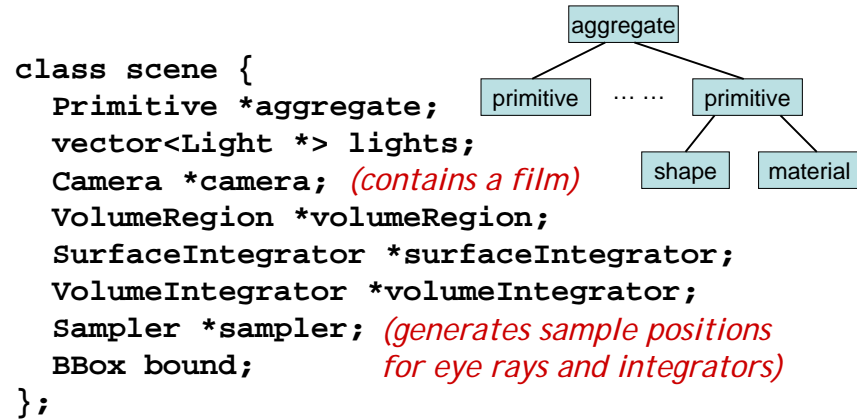 aggregate
class scene {
Primitive *aggregate;
primitive … … primitive
vector<Light *> lights;
Camera *camera; (contains a film)
shape material
VolumeRegion *volumeRegion;
SurfaceIntegrator *surfaceIntegrator;
VolumeIntegrator *volumeIntegrator;
Sampler *sampler; (generates sample positions
BBox bound; for eye rays and integrators)
};